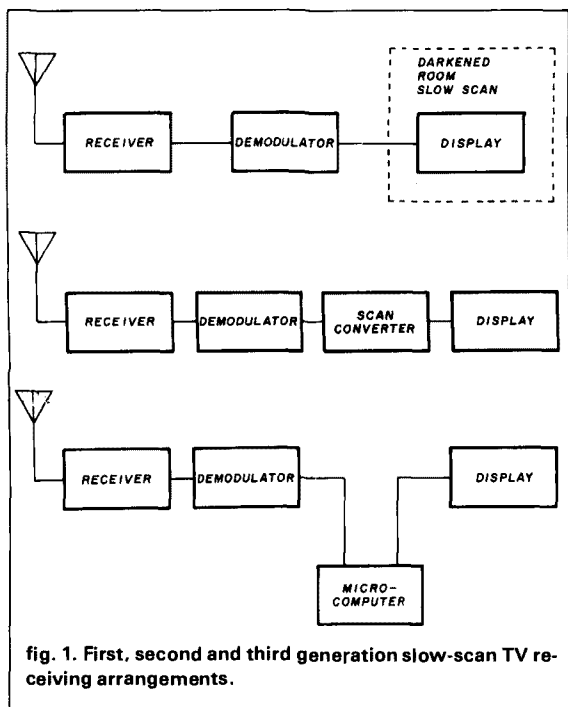 DARKENED
ROOM
SLOW SCAN
RECEIVER
DEMODULATOR
DISPLAY
RECEIVER
DEMODULATOR
SCAN
CONVERTER
DISPLAY
RECEIVER
DEMODULATOR
DISPLAY
MICRO-
COMPUTER
fig. 1. First, second and third generation slow-scan TV re-
ceiving arrangements.